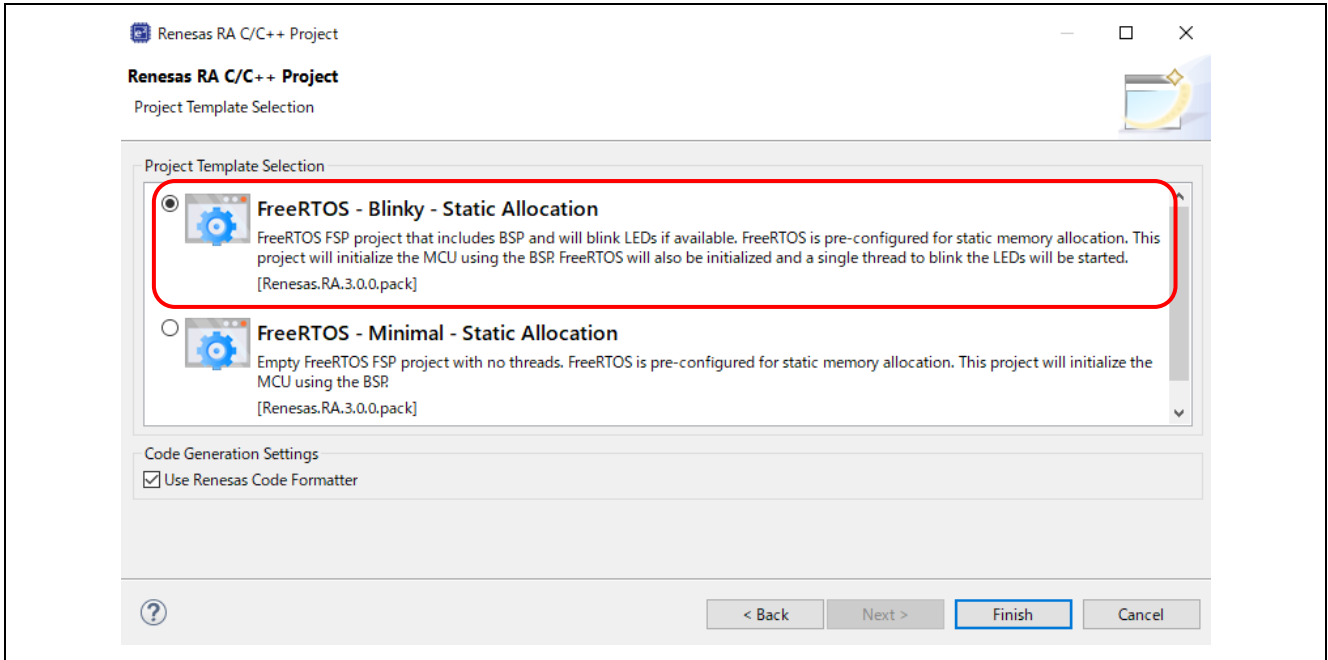 Renesas RA C/C++ Project
Renesas RA C/C++ Project
Project Template Selection
Project Template Selection
FreeRTOS - Blinky - Static Allocation
FreeRTOS FSP project that includes BSP and will blink LEDs if available. FreeRTOS is pre-configured for static memory allocation. This
project will initialize the MCU using the BSP. FreeRTOS will also be initialized and a single thread to blink the LEDs will be started.
[Renesas.RA.3.0.0.pack]
FreeRTOS - Minimal - Static Allocation
Empty FreeRTOS FSP project with no threads. FreeRTOS is pre-configured for static memory allocation. This project will initialize the
MCU using the BSP.
[Renesas.RA.3.0.0.pack]
Code Generation Settings
Use Renesas Code Formatter
? < Back Next > Finish Cancel